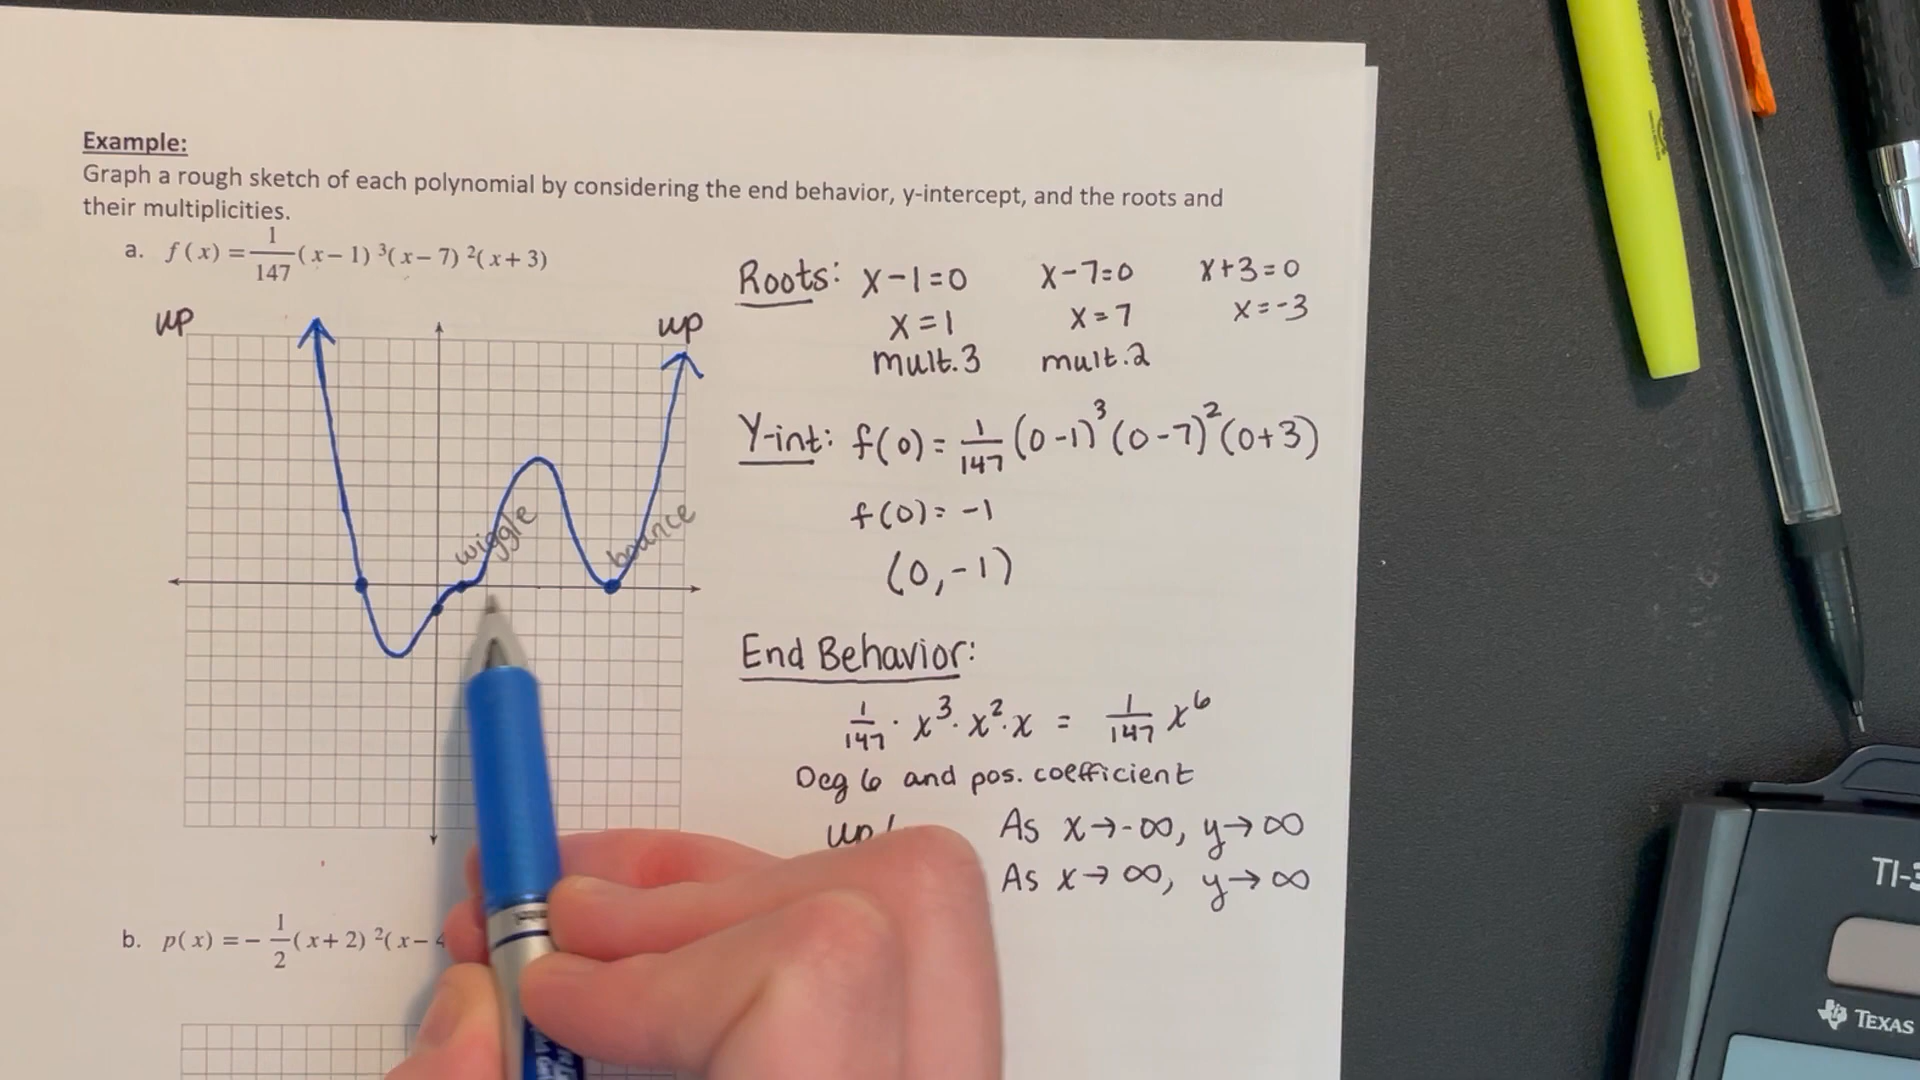 Example:
Graph a rough sketch of each polynomial by considering the end behavior, y-intercept, and the roots and
their multiplicities.
a. f(x) = 1/147 (x − 1)³(x − 7)²(x + 3)
up
up
wiggle
bounce
Roots: x-1=0 x-7=0 x+3=0
x=1 x=7 x=-3
mult.3 mult.2
Y-int: f(0) = 1/147 (0-1)³(0-7)²(0+3)
f(0) = -1
(0,-1)
End Behavior:
1/147 · x³ · x² · x = 1/147 x⁶
Deg 6 and pos. coefficient
up/ As x→-∞, y→∞
As x→∞, y→∞
b. p(x) = − 1/2 (x + 2)²(x − 4
TI-3
TEXAS